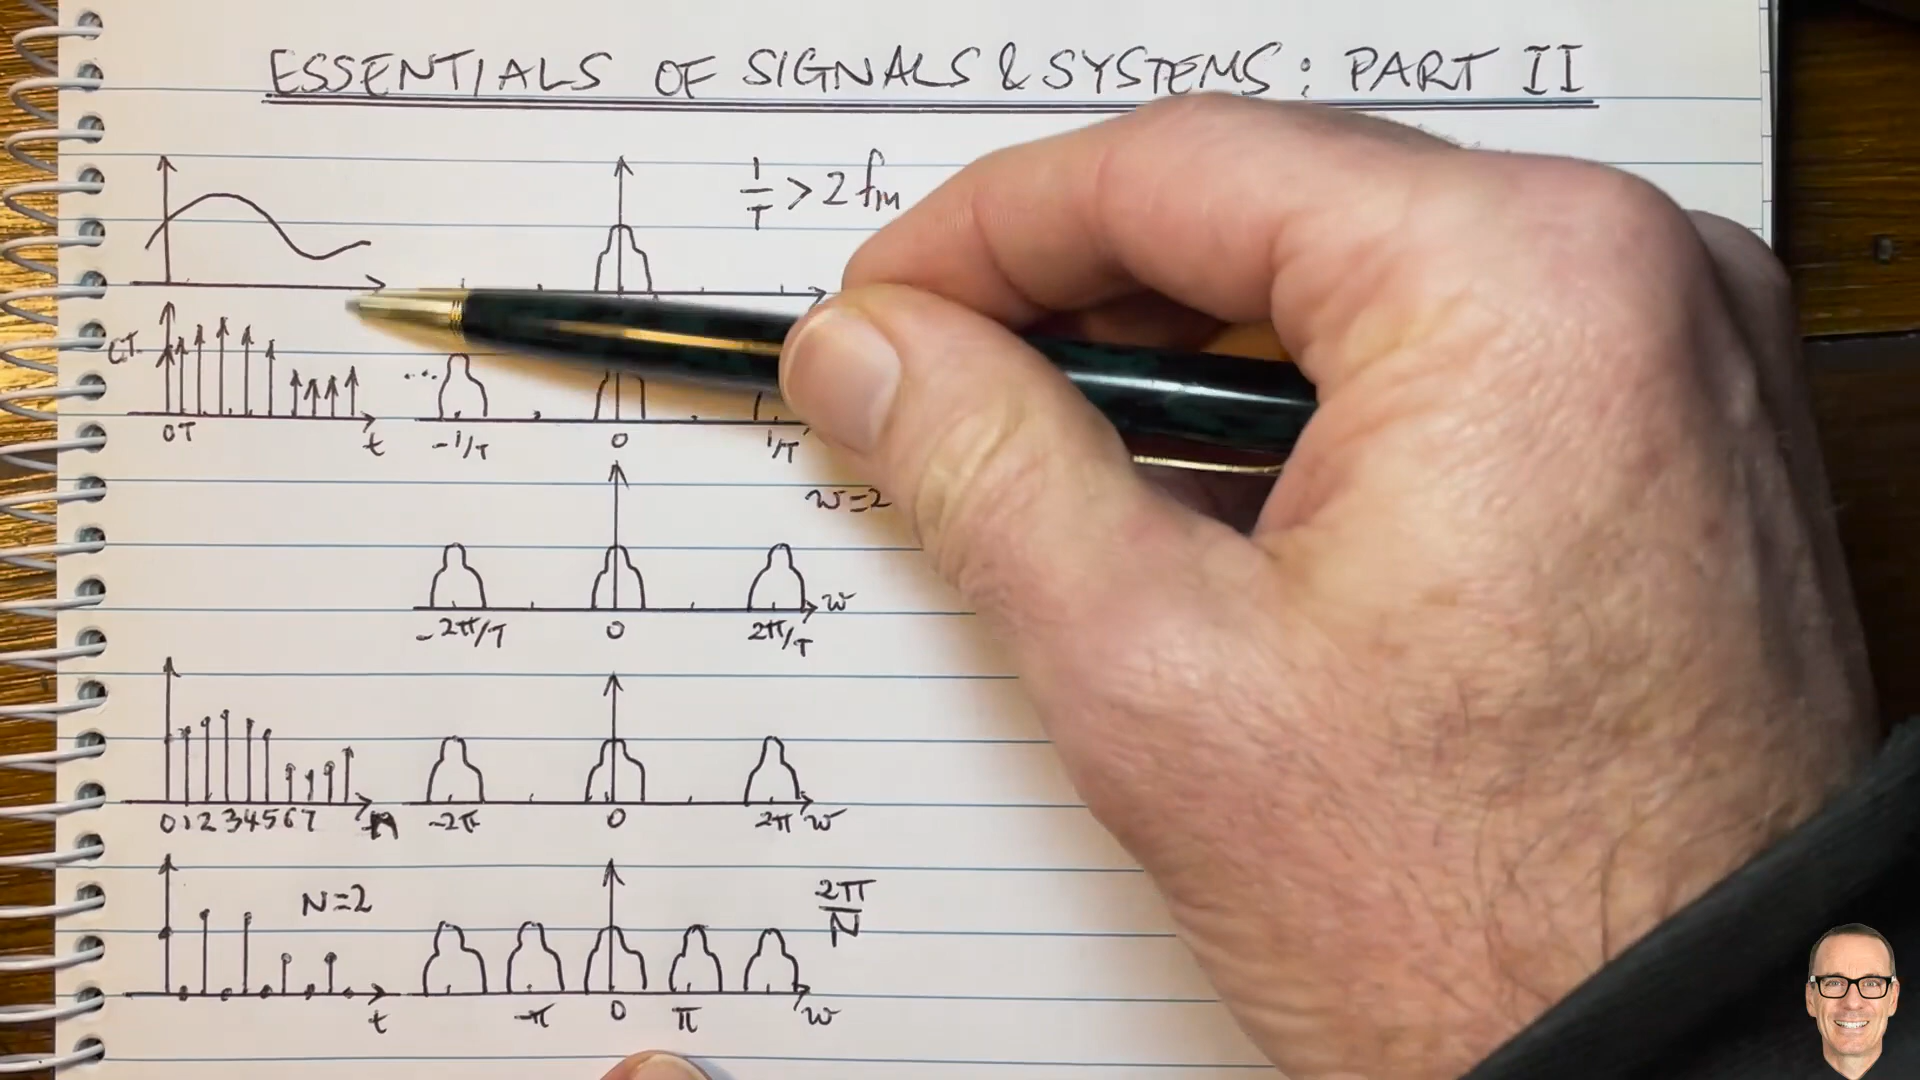 ESSENTIALS OF SIGNALS & SYSTEMS: PART II
1/T > 2 fm
CT
0 T t
-1/T 0 1/T
w=2
w
-2π/T 0 2π/T
0 1 2 3 4 5 6 7 n
-2π 0 2π w
N=2
2π/N
t
-π 0 π w